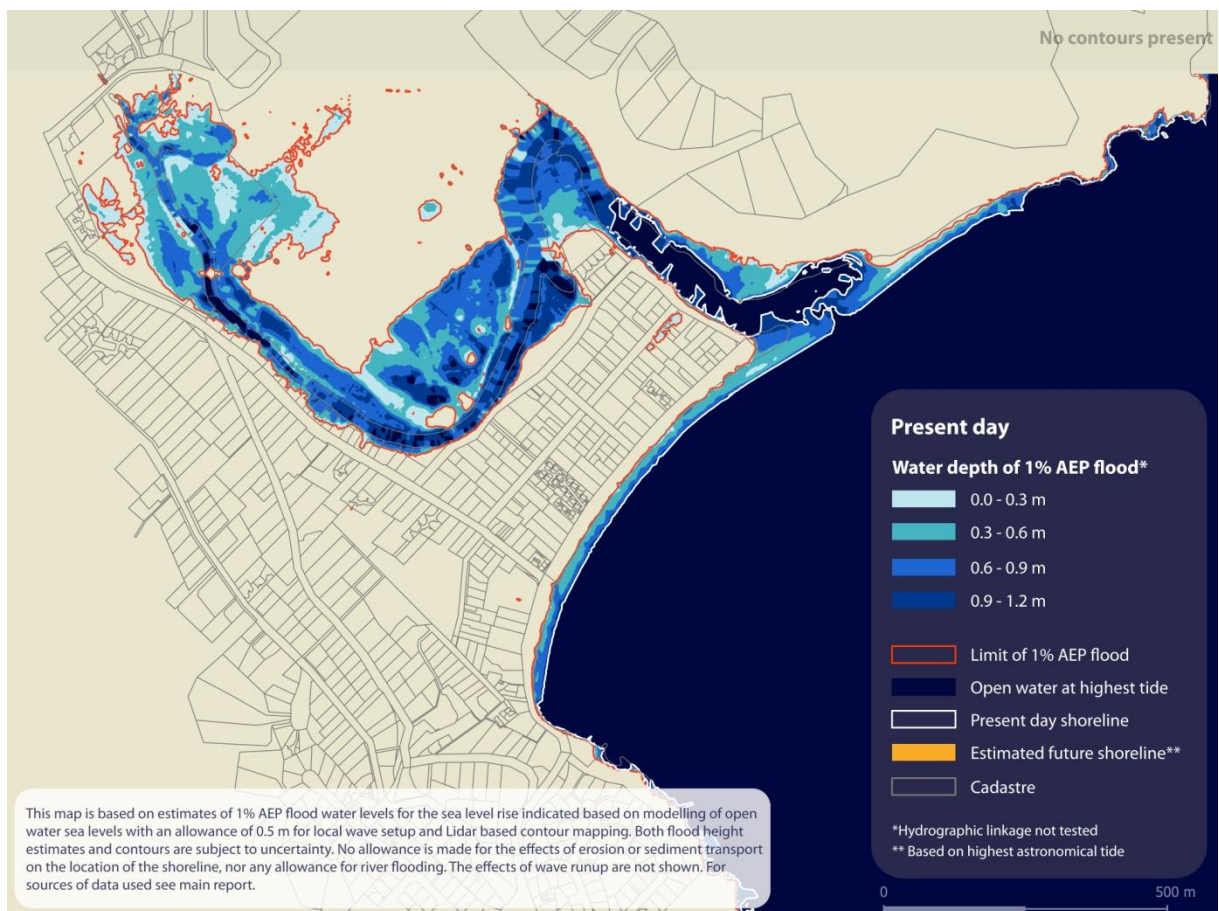 No contours present
Present day
Water depth of 1% AEP flood*
0.0 - 0.3 m
0.3 - 0.6 m
0.6 - 0.9 m
0.9 - 1.2 m
Limit of 1% AEP flood
Open water at highest tide
Present day shoreline
Estimated future shoreline**
Cadastre
*Hydrographic linkage not tested
** Based on highest astronomical tide
This map is based on estimates of 1% AEP flood water levels for the sea level rise indicated based on modelling of open
water sea levels with an allowance of 0.5 m for local wave setup and Lidar based contour mapping. Both flood height
estimates and contours are subject to uncertainty. No allowance is made for the effects of erosion or sediment transport
on the location of the shoreline, nor any allowance for river flooding. The effects of wave runup are not shown. For
sources of data used see main report.
0 500 m